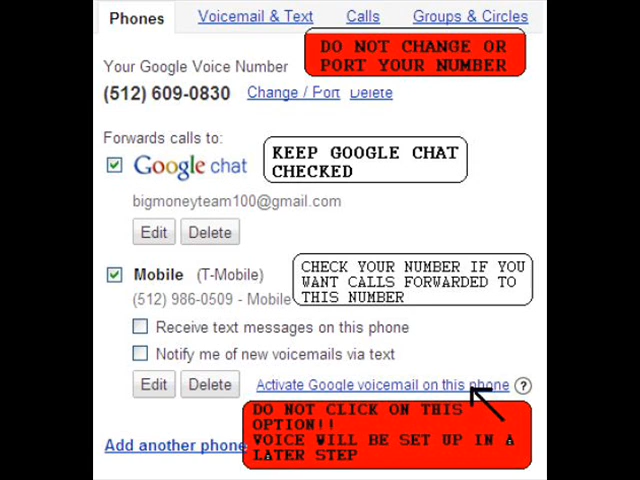 Phones Voicemail & Text Calls Groups & Circles
DO NOT CHANGE OR
PORT YOUR NUMBER
Your Google Voice Number
(512) 609-0830 Change / Port Delete
Forwards calls to:
Google chat
KEEP GOOGLE CHAT
CHECKED
bigmoneyteam100@gmail.com
Edit Delete
Mobile (T-Mobile)
(512) 986-0509 - Mobile
CHECK YOUR NUMBER IF YOU
WANT CALLS FORWARDED TO
THIS NUMBER
Receive text messages on this phone
Notify me of new voicemails via text
Edit Delete Activate Google voicemail on this phone ?
DO NOT CLICK ON THIS
OPTION!!
VOICE WILL BE SET UP IN A
LATER STEP
Add another phone